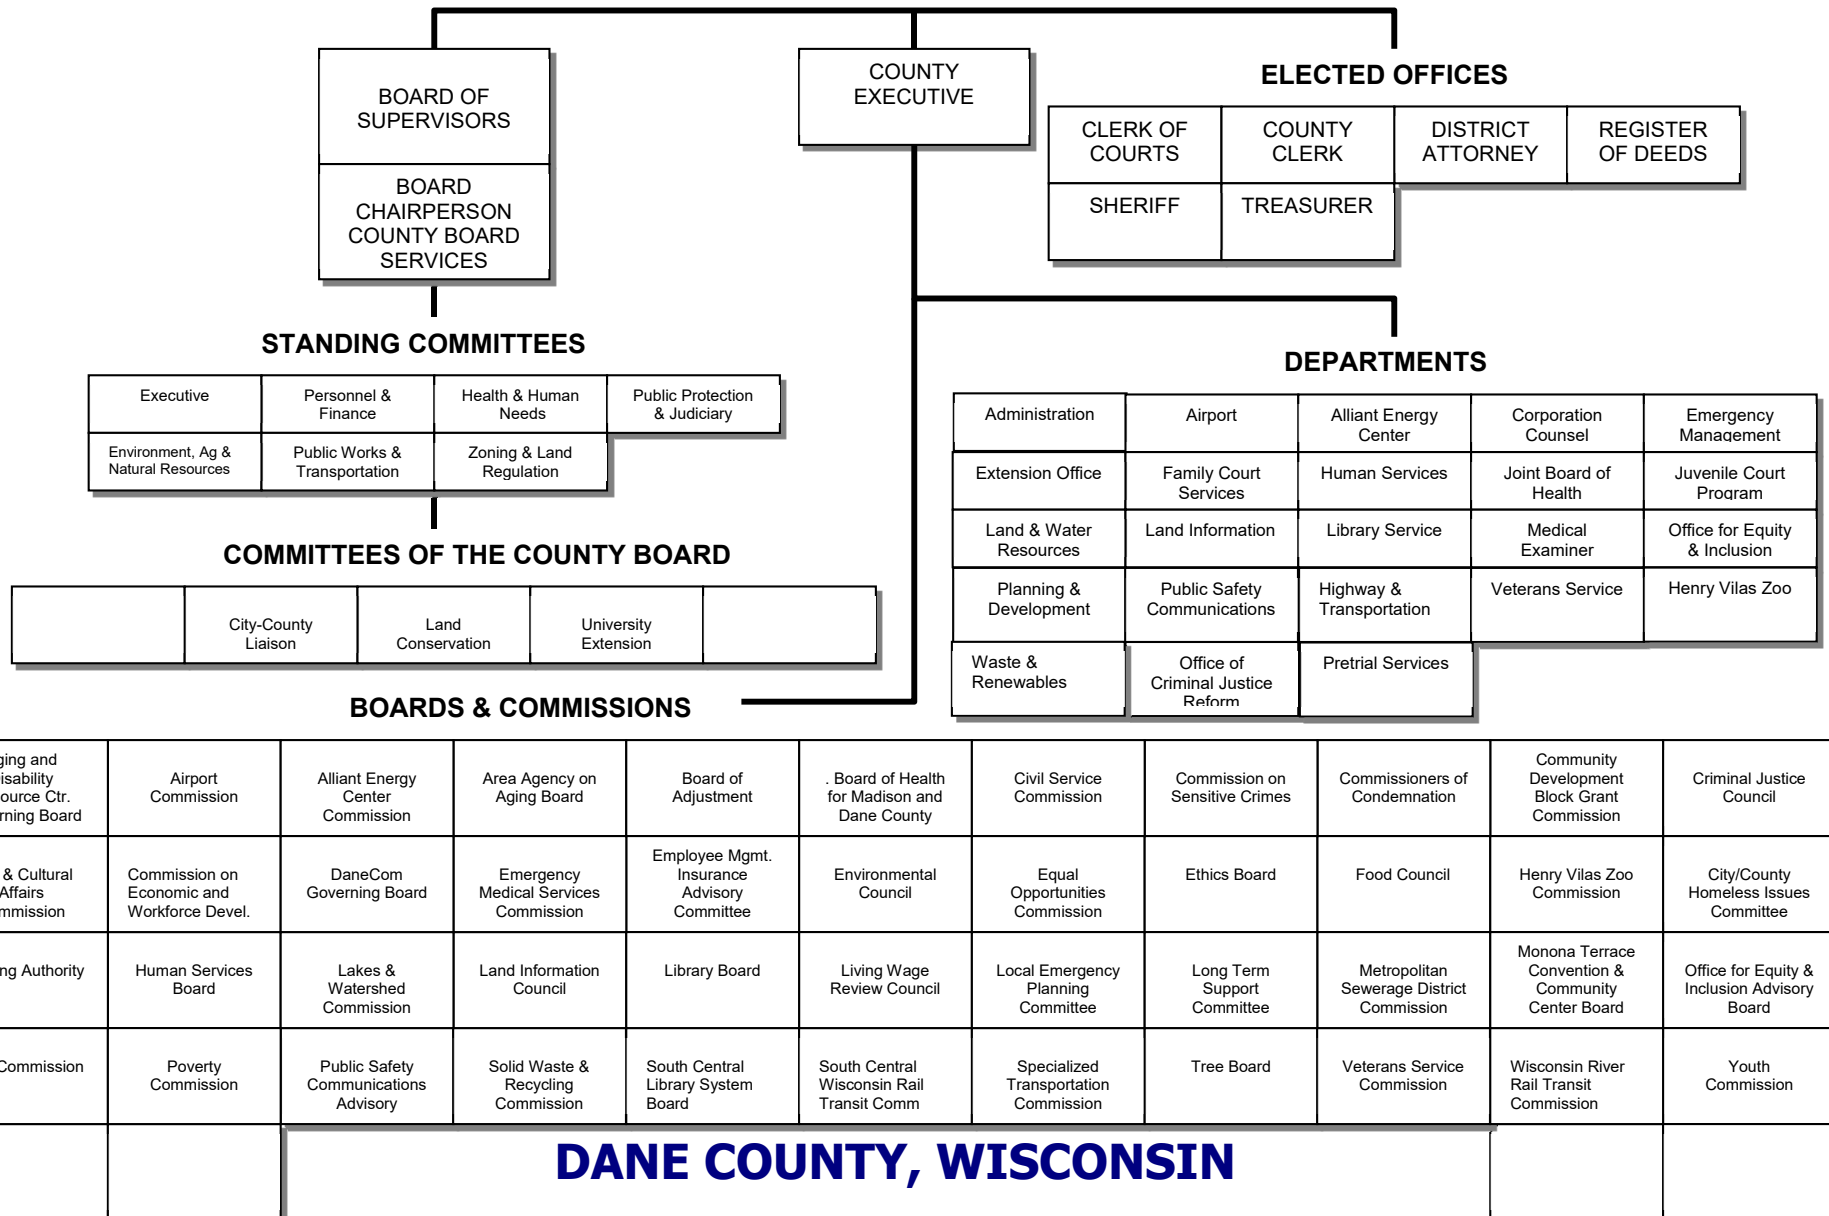 BOARD OF
SUPERVISORS
BOARD
CHAIRPERSON
COUNTY BOARD
SERVICES
COUNTY
EXECUTIVE
ELECTED OFFICES
CLERK OF
COURTS
COUNTY
CLERK
DISTRICT
ATTORNEY
REGISTER
OF DEEDS
SHERIFF
TREASURER
STANDING COMMITTEES
Executive
Personnel &
Finance
Health & Human
Needs
Public Protection
& Judiciary
Environment, Ag &
Natural Resources
Public Works &
Transportation
Zoning & Land
Regulation
COMMITTEES OF THE COUNTY BOARD
City-County
Liaison
Land
Conservation
University
Extension
DEPARTMENTS
Administration
Airport
Alliant Energy
Center
Corporation
Counsel
Emergency
Management
Extension Office
Family Court
Services
Human Services
Joint Board of
Health
Juvenile Court
Program
Land & Water
Resources
Land Information
Library Service
Medical
Examiner
Office for Equity
& Inclusion
Planning &
Development
Public Safety
Communications
Highway &
Transportation
Veterans Service
Henry Vilas Zoo
Waste &
Renewables
Office of
Criminal Justice
Reform
Pretrial Services
BOARDS & COMMISSIONS
ging and
isability
ource Ctr.
rning Board
Airport
Commission
Alliant Energy
Center
Commission
Area Agency on
Aging Board
Board of
Adjustment
. Board of Health
for Madison and
Dane County
Civil Service
Commission
Commission on
Sensitive Crimes
Commissioners of
Condemnation
Community
Development
Block Grant
Commission
Criminal Justice
Council
& Cultural
Affairs
mmission
Commission on
Economic and
Workforce Devel.
DaneCom
Governing Board
Emergency
Medical Services
Commission
Employee Mgmt.
Insurance
Advisory
Committee
Environmental
Council
Equal
Opportunities
Commission
Ethics Board
Food Council
Henry Vilas Zoo
Commission
City/County
Homeless Issues
Committee
ng Authority
Human Services
Board
Lakes &
Watershed
Commission
Land Information
Council
Library Board
Living Wage
Review Council
Local Emergency
Planning
Committee
Long Term
Support
Committee
Metropolitan
Sewerage District
Commission
Monona Terrace
Convention &
Community
Center Board
Office for Equity &
Inclusion Advisory
Board
Commission
Poverty
Commission
Public Safety
Communications
Advisory
Solid Waste &
Recycling
Commission
South Central
Library System
Board
South Central
Wisconsin Rail
Transit Comm
Specialized
Transportation
Commission
Tree Board
Veterans Service
Commission
Wisconsin River
Rail Transit
Commission
Youth
Commission
DANE COUNTY, WISCONSIN